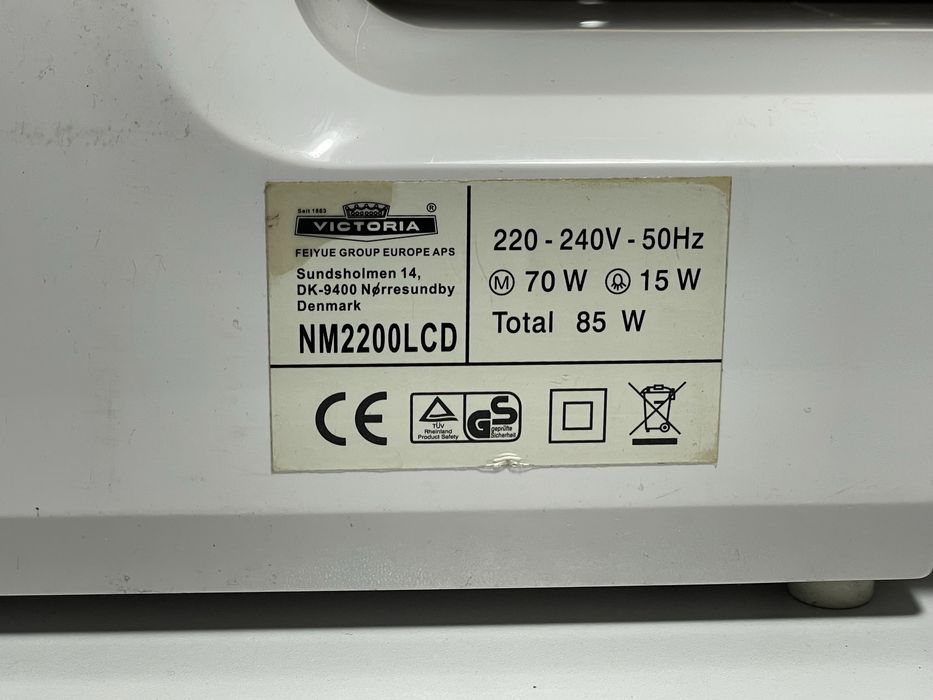 Seit 1863 ®
VICTORIA
FEIYUE GROUP EUROPE APS
Sundsholmen 14,
DK-9400 Nørresundby
Denmark
NM2200LCD
220 - 240V - 50Hz
M 70 W 15 W
Total 85 W
CE
TÜV
Rheinland
Product Safety
GS
geprüfte
Sicherheit